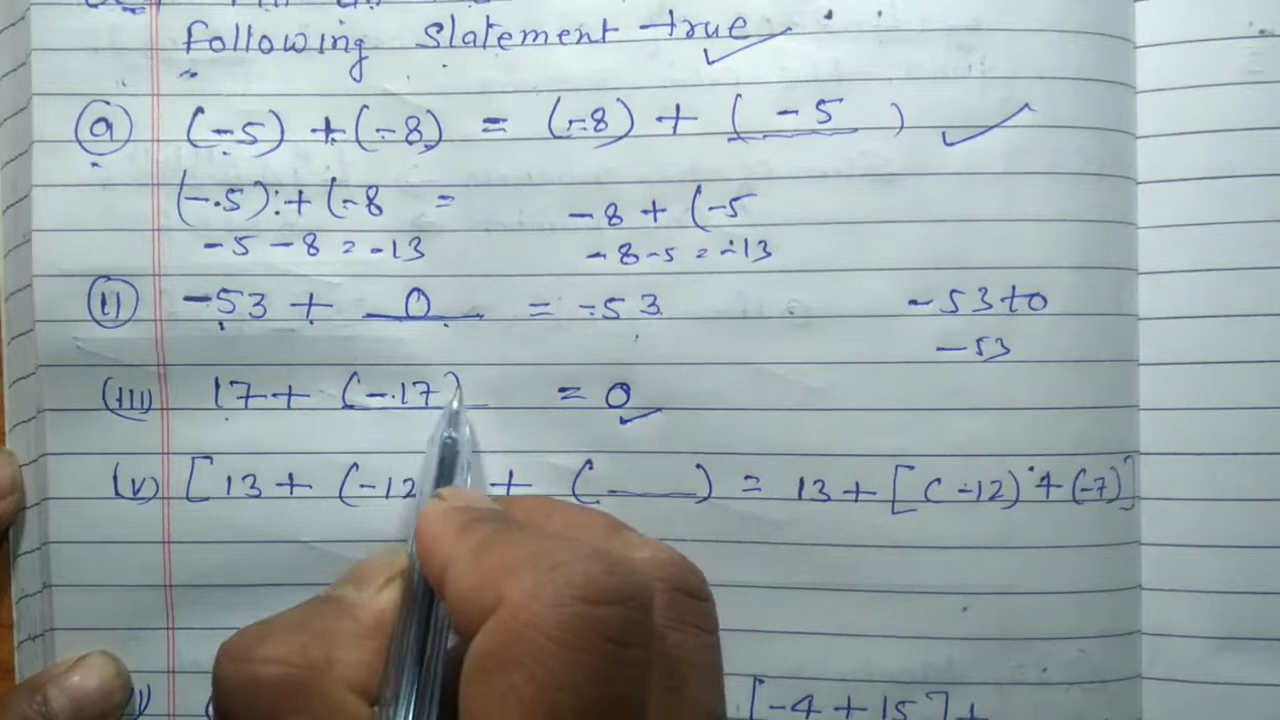 following statement true
(a) (-5) + (-8) = (-8) + ( -5 )
(-5) + (-8 = -8 + (-5
-5 -8 = -13 -8 -5 = -13
(ii) -53 + 0 = -53 -53+0
-53
(iii) 17 + (-17) = 0
(v) [ 13 + (-12 + ( ___ ) = 13 + [ (-12) + (-7) ]
[-4 + 15] +